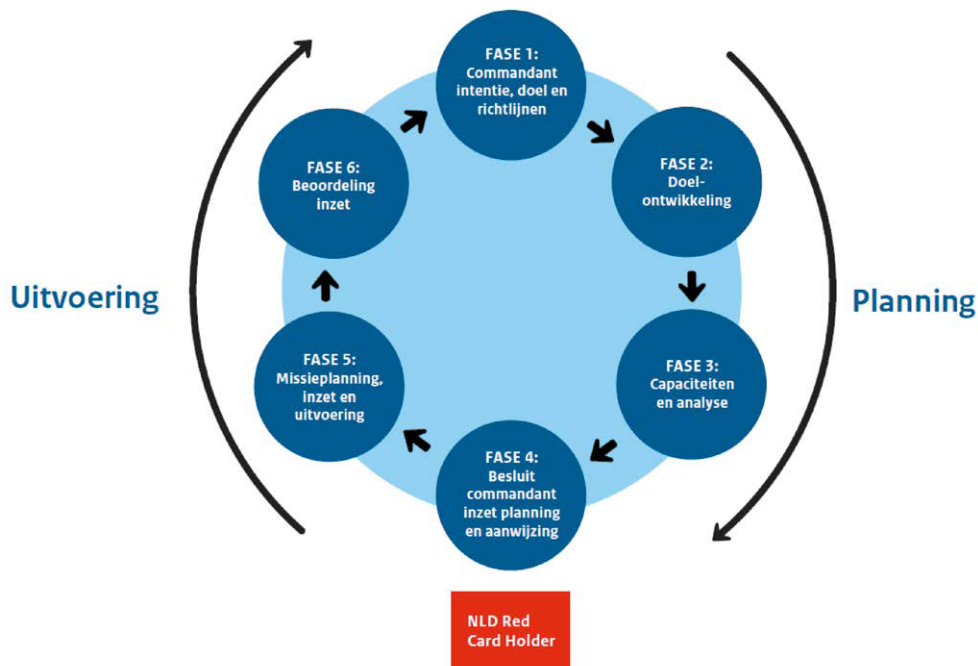 FASE 1:
Commandant
intentie, doel en
richtlijnen
FASE 2:
Doel-
ontwikkeling
FASE 3:
Capaciteiten
en analyse
FASE 4:
Besluit
commandant
inzet planning
en aanwijzing
FASE 5:
Missieplanning,
inzet en
uitvoering
FASE 6:
Beoordeling
inzet
Uitvoering
Planning
NLD Red
Card Holder